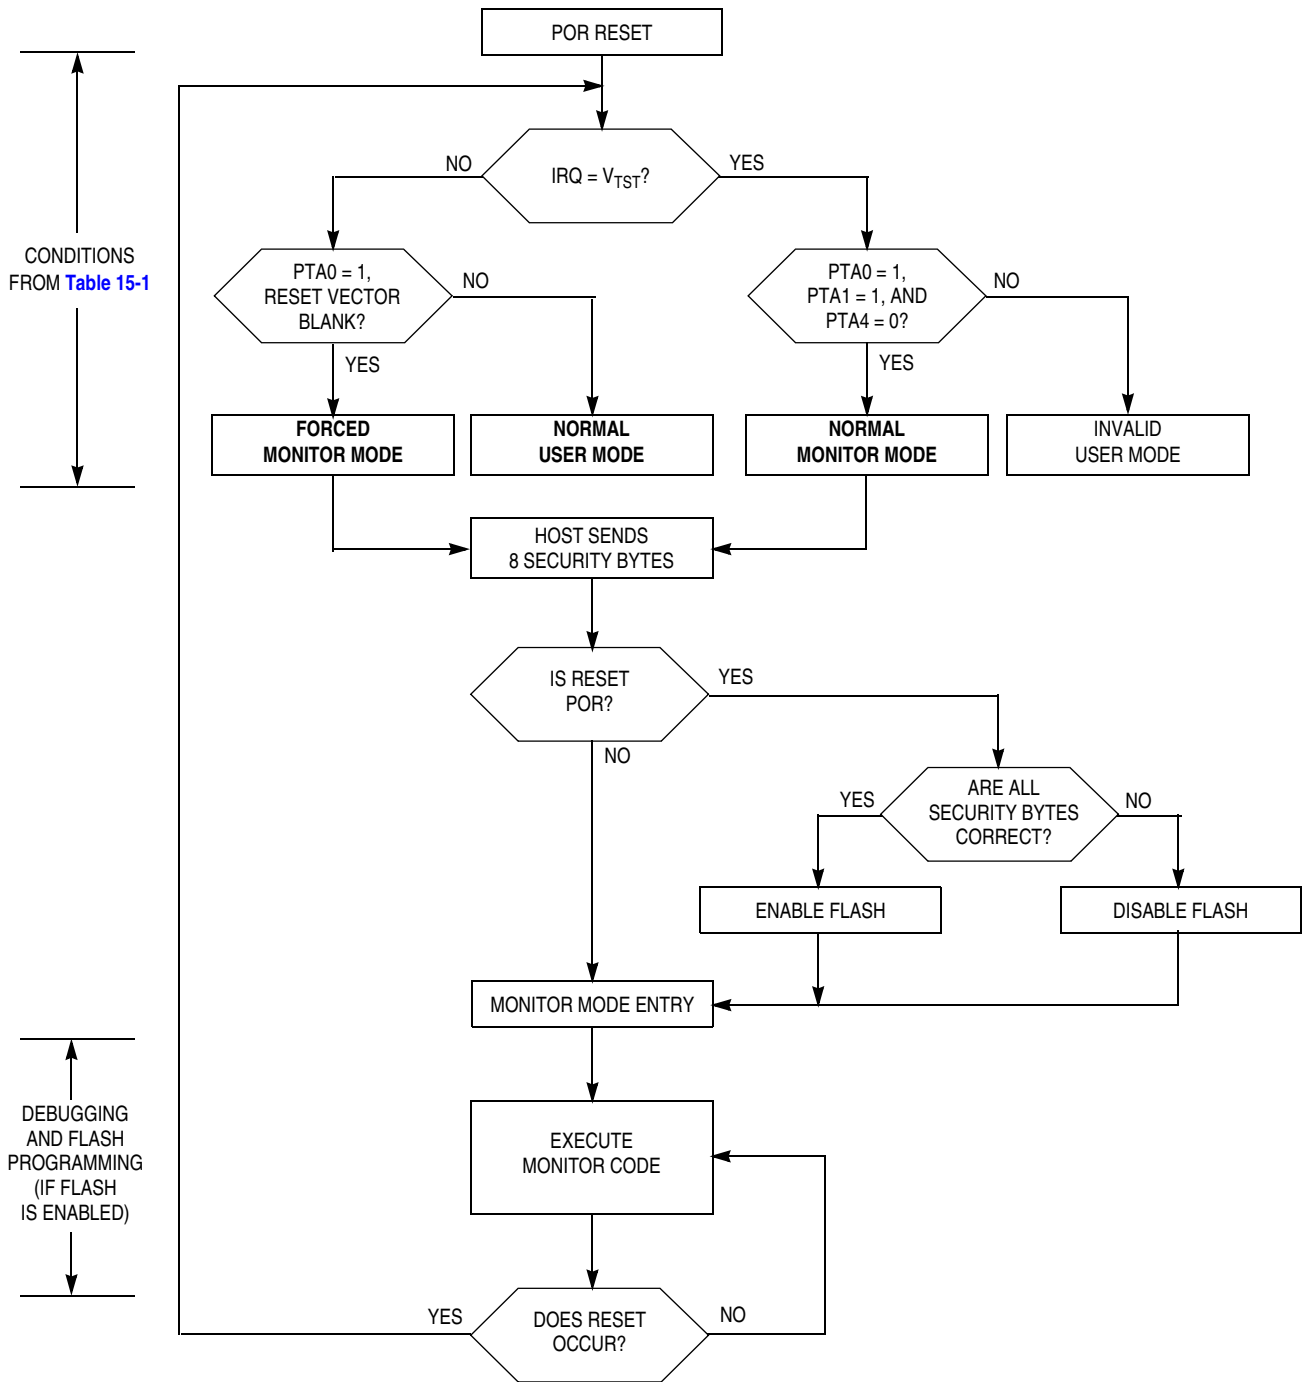 POR RESET
NO
IRQ = VTST?
YES
CONDITIONS
FROM Table 15-1
PTA0 = 1,
RESET VECTOR
BLANK?
NO
YES
PTA0 = 1,
PTA1 = 1, AND
PTA4 = 0?
NO
YES
FORCED
MONITOR MODE
NORMAL
USER MODE
NORMAL
MONITOR MODE
INVALID
USER MODE
HOST SENDS
8 SECURITY BYTES
IS RESET
POR?
YES
NO
YES
ARE ALL
SECURITY BYTES
CORRECT?
NO
ENABLE FLASH
DISABLE FLASH
MONITOR MODE ENTRY
DEBUGGING
AND FLASH
PROGRAMMING
(IF FLASH
IS ENABLED)
EXECUTE
MONITOR CODE
YES
DOES RESET
OCCUR?
NO